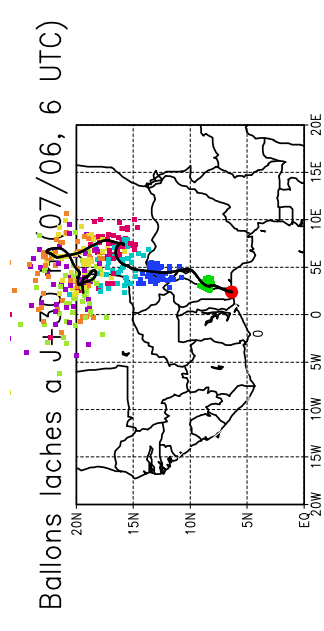 Ballons laches a J+30 m (07/06, 6 UTC)
20N
15N
10N
5N
EQ
20W
15W
10W
5W
0
5E
10E
15E
20E
0